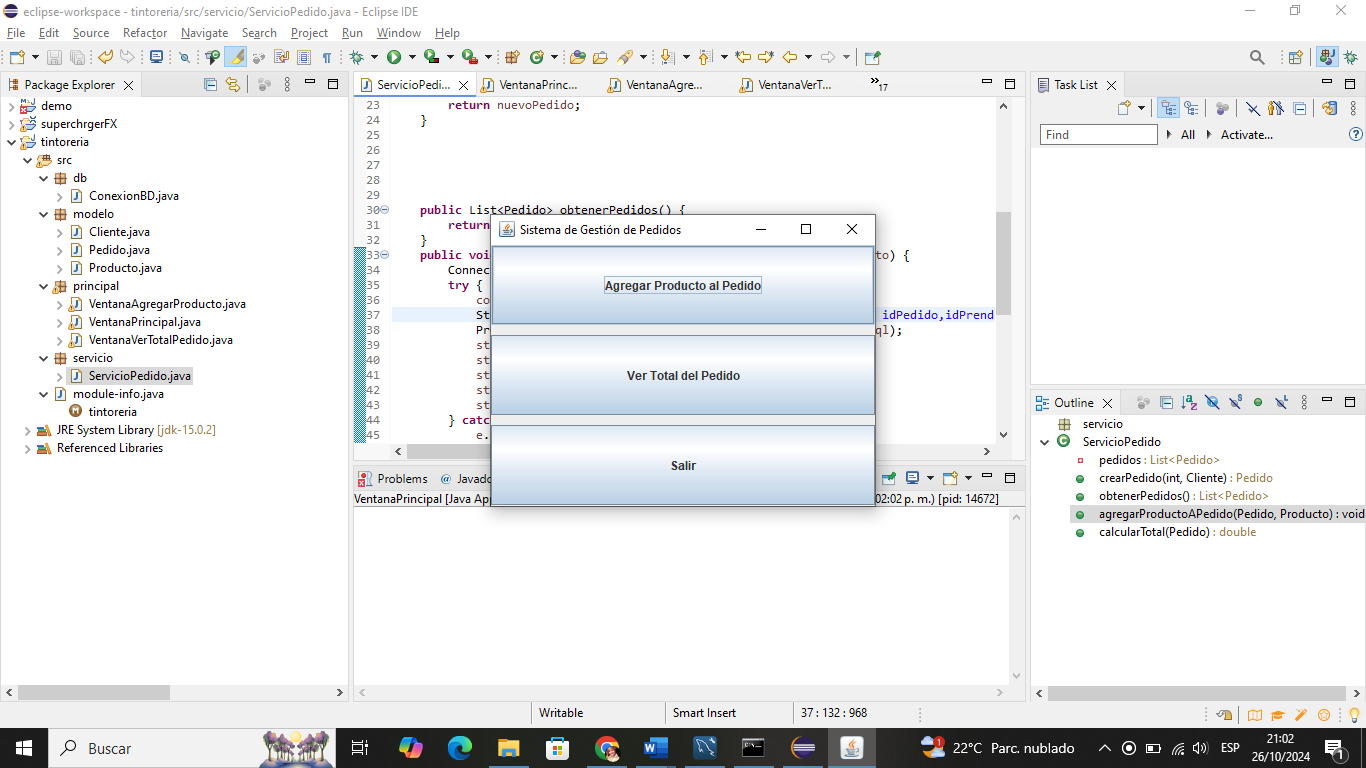 eclipse-workspace - tintoreria/src/servicio/ServicioPedido.java - Eclipse IDE
File Edit Source Refactor Navigate Search Project Run Window Help
Package Explorer
demo
superchrgerFX
tintoreria
src
db
ConexionBD.java
modelo
Cliente.java
Pedido.java
Producto.java
principal
VentanaAgregarProducto.java
VentanaPrincipal.java
VentanaVerTotalPedido.java
servicio
ServicioPedido.java
module-info.java
tintoreria
JRE System Library [jdk-15.0.2]
Referenced Libraries
ServicioPedi... VentanaPrinc... VentanaAgre... VentanaVerT... »17
23 return nuevoPedido;
24 }
25
26
27
28
29
30 public List<Pedido> obtenerPedidos() {
31 return
32 }
33 public voi to) {
34 Connec
35 try {
36 co
37 St idPedido,idPrend
38 Pr ql);
39 st
40 st
41 st
42 st
43 st
44 } catc
45 e.
Sistema de Gestión de Pedidos
Agregar Producto al Pedido
Ver Total del Pedido
Salir
Problems @ Javado
VentanaPrincipal [Java App 02:02 p. m.) [pid: 14672]
Task List
Find All Activate...
Outline
servicio
ServicioPedido
pedidos : List<Pedido>
crearPedido(int, Cliente) : Pedido
obtenerPedidos() : List<Pedido>
agregarProductoAPedido(Pedido, Producto) : void
calcularTotal(Pedido) : double
Writable Smart Insert 37 : 132 : 968
Buscar
22°C Parc. nublado
ESP
21:02
26/10/2024